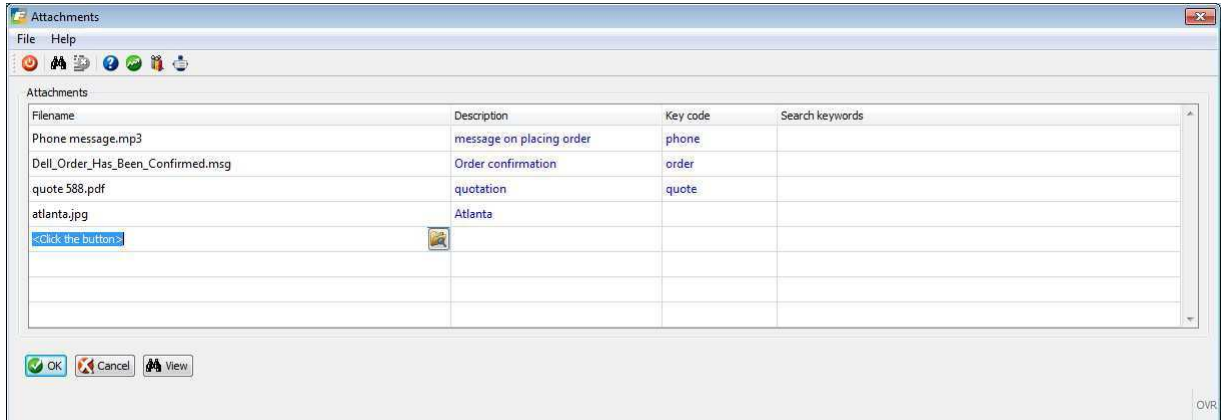 Attachments
File Help
Attachments
Filename Description Key code Search keywords
Phone message.mp3 message on placing order phone
Dell_Order_Has_Been_Confirmed.msg Order confirmation order
quote 588.pdf quotation quote
atlanta.jpg Atlanta
<Click the button>
OK Cancel View
OVR